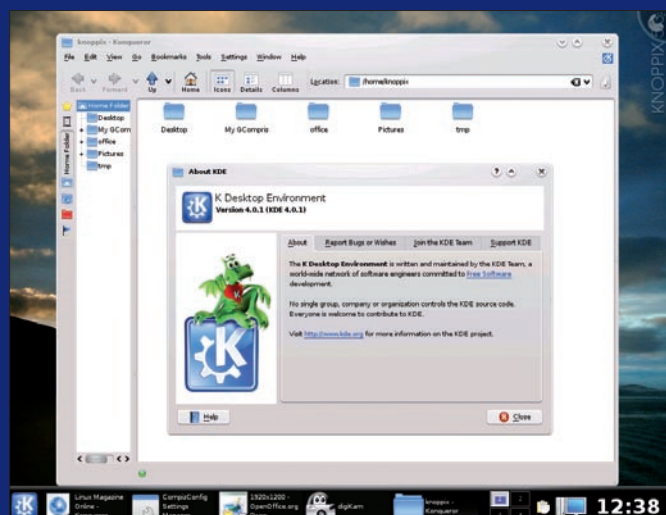 knoppix - Konqueror
File Edit View Go Bookmarks Tools Settings Window Help
Back Forward Up Home Icons Details Columns Location: /home/knoppix
KNOPPIX
Home Folder
Home Folder
Desktop
My GCom
office
Pictures
tmp
Desktop My GCompris office Pictures tmp
About KDE
K Desktop Environment
Version 4.0.1 (KDE 4.0.1)
About Report Bugs or Wishes Join the KDE Team Support KDE
The K Desktop Environment is written and maintained by the KDE Team, a
world-wide network of software engineers committed to free Software
development.
No single group, company or organization controls the KDE source code.
Everyone is welcome to contribute to KDE.
Visit http://www.kde.org for more information on the KDE project.
Help Close
Linux Magazine
Online -
CompizConfig
Settings
1920x1200 -
OpenOffice.org
digiKam
knoppix -
Konqueror
12:38